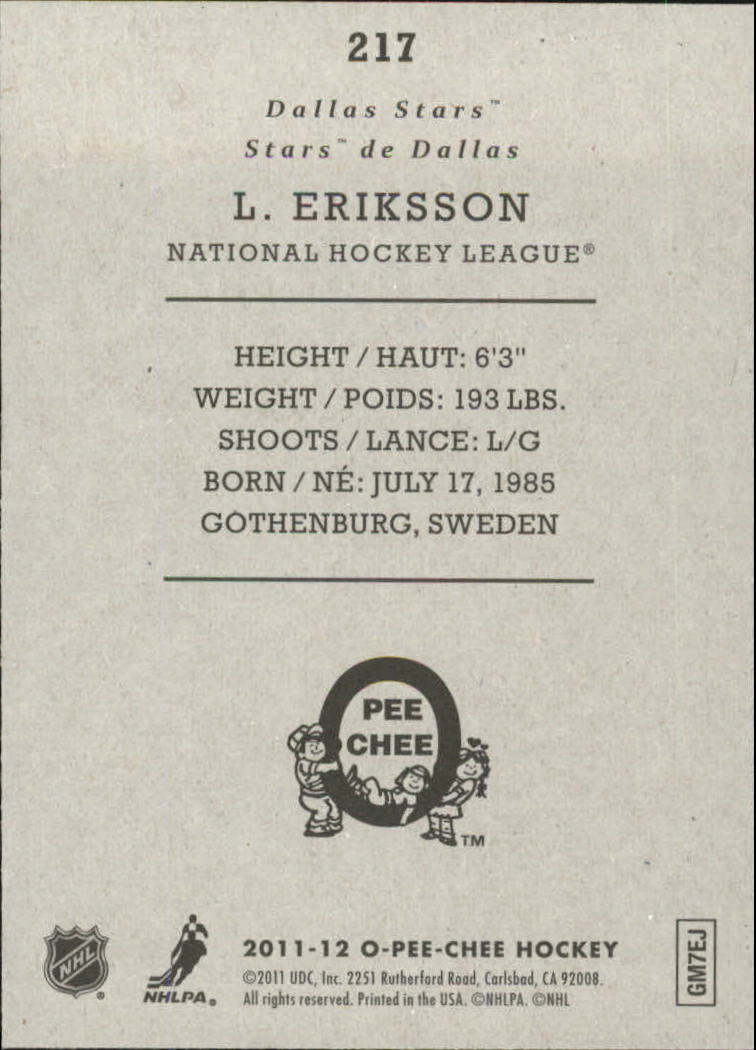 217
Dallas Stars™
Stars™ de Dallas
L. ERIKSSON
NATIONAL HOCKEY LEAGUE®
HEIGHT / HAUT: 6'3"
WEIGHT / POIDS: 193 LBS.
SHOOTS / LANCE: L/G
BORN / NÉ: JULY 17, 1985
GOTHENBURG, SWEDEN
O
PEE
CHEE
TM
NHL
®
NHLPA®
2011-12 O-PEE-CHEE HOCKEY
©2011 UDC, Inc. 2251 Rutherford Road, Carlsbad, CA 92008.
All rights reserved. Printed in the USA. ©NHLPA. ©NHL
GM7EJ